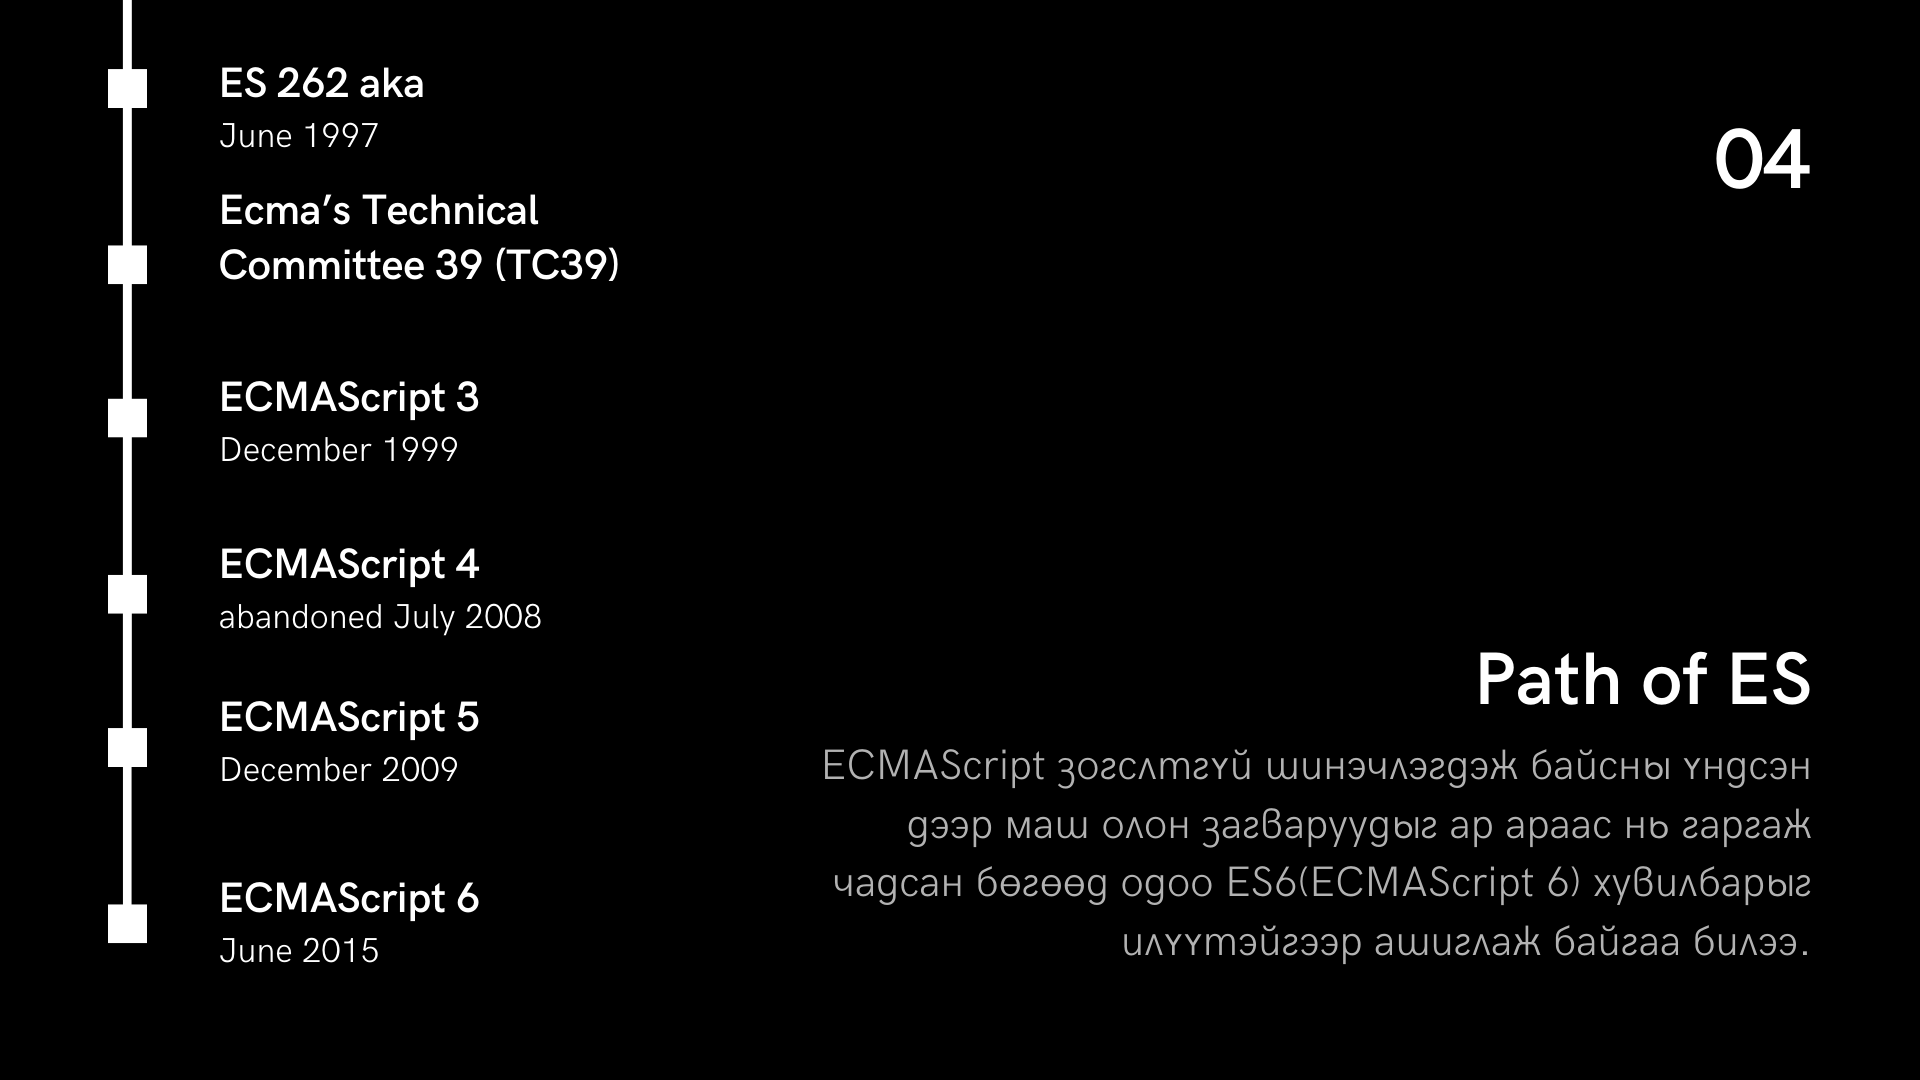 ES 262 aka
June 1997
Ecma’s Technical
Committee 39 (TC39)
ECMAScript 3
December 1999
ECMAScript 4
abandoned July 2008
ECMAScript 5
December 2009
ECMAScript 6
June 2015
04
Path of ES
ECMAScript зогслтгүй шинэчлэгдэж байсны үндсэн
дээр маш олон загваруудыг ар араас нь гаргаж
чадсан бөгөөд одоо ES6(ECMAScript 6) хувилбарыг
илүүтэйгээр ашиглаж байгаа билээ.